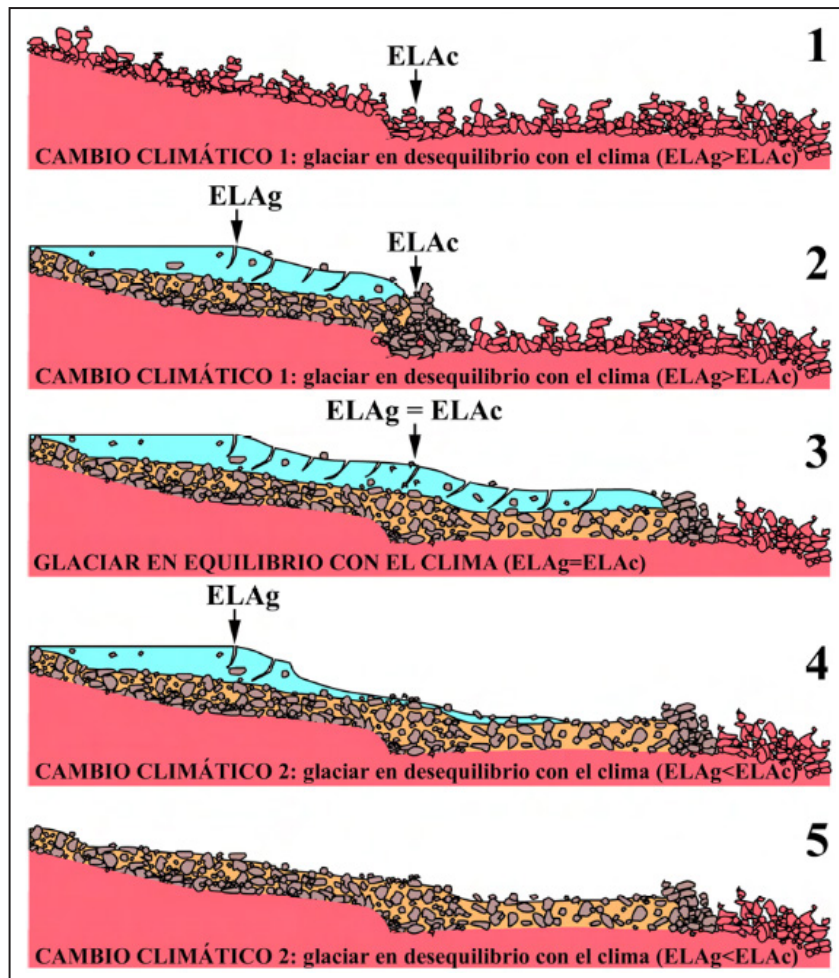 1
ELAc
CAMBIO CLIMÁTICO 1: glaciar en desequilibrio con el clima (ELAg>ELAc)
ELAg
ELAc
2
CAMBIO CLIMÁTICO 1: glaciar en desequilibrio con el clima (ELAg>ELAc)
ELAg = ELAc
3
GLACIAR EN EQUILIBRIO CON EL CLIMA (ELAg=ELAc)
ELAg
4
CAMBIO CLIMÁTICO 2: glaciar en desequilibrio con el clima (ELAg<ELAc)
5
CAMBIO CLIMÁTICO 2: glaciar en desequilibrio con el clima (ELAg<ELAc)